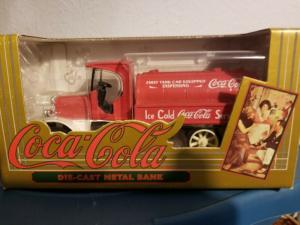 FIRST TANK CAR EQUIPPED
DISPENSING
Coca-Cola
Ice Cold Coca-Cola
Coca-Cola
DIE-CAST METAL BANK